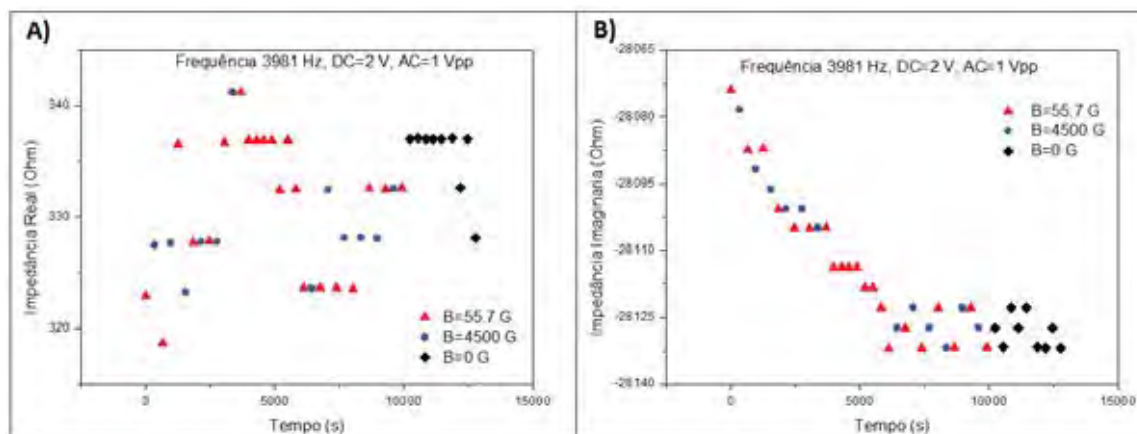 A)
Frequência 3981 Hz, DC=2 V, AC=1 Vpp
340
330
320
Impedância Real (Ohm)
B=55.7 G
B=4500 G
B=0 G
0
5000
10000
15000
Tempo (s)
B)
Frequência 3981 Hz, DC=2 V, AC=1 Vpp
-28065
-28080
-28095
-28110
-28125
-28140
Impedância Imaginaria (Ohm)
B=55.7 G
B=4500 G
B=0 G
0
5000
10000
15000
Tempo (s)